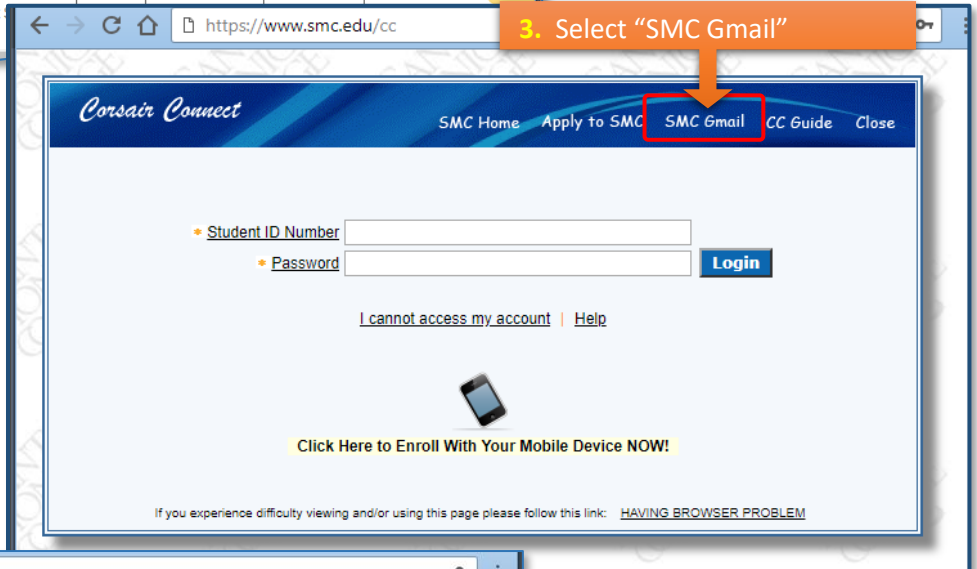 https://www.smc.edu/cc
3. Select “SMC Gmail”
Corsair Connect
SMC Home Apply to SMC SMC Gmail CC Guide Close
* Student ID Number
* Password
Login
I cannot access my account | Help
Click Here to Enroll With Your Mobile Device NOW!
If you experience difficulty viewing and/or using this page please follow this link: HAVING BROWSER PROBLEM